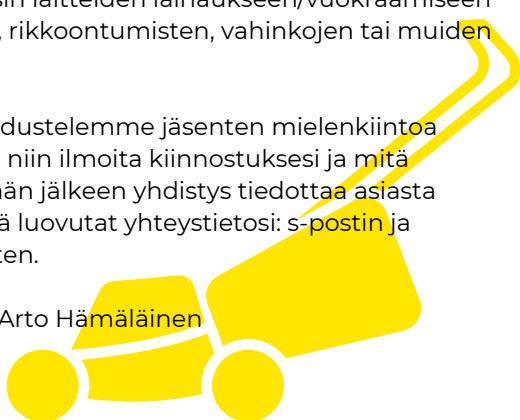 sin laitteiden lainaukseen/vuokraamiseen
, rikkoontumisten, vahinkojen tai muiden
dustelemme jäsenten mielenkiintoa
niin ilmoita kiinnostuksesi ja mitä
än jälkeen yhdistys tiedottaa asiasta
ä luovutat yhteystietosi: s-postin ja
ten.
Arto Hämäläinen